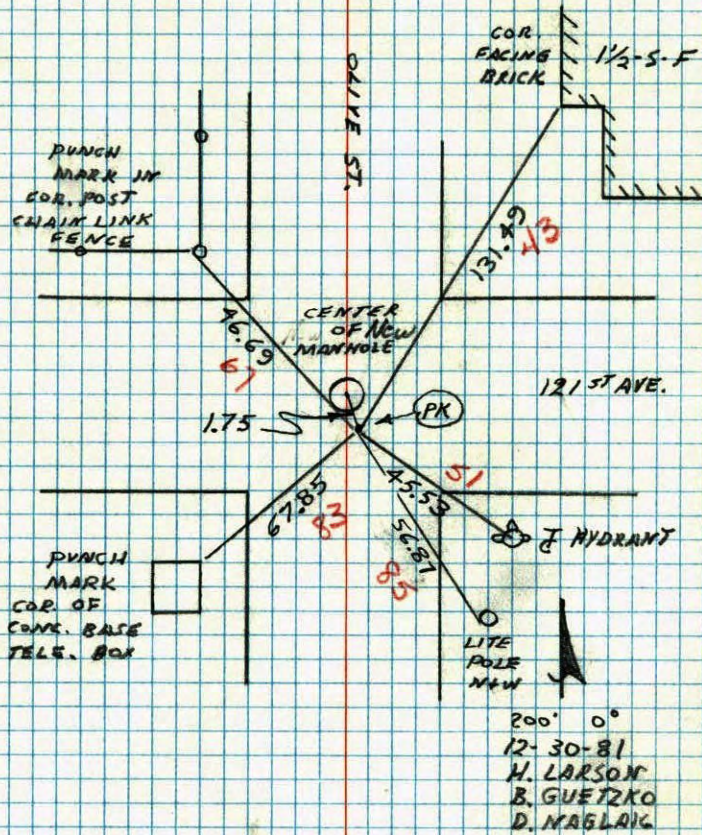 COR.
FACING
BRICK
1½-S-F
OLIVE ST.
PUNCH
MARK IN
COR. POST
CHAIN LINK
FENCE
131.49
43
46.69
67
CENTER
OF New
MANHOLE
121 ST AVE.
1.75
PK
51
45.53
67.85
83
56.87
85
HYDRANT
PUNCH
MARK
COR. OF
CONC. BASE
TELE. BOX
LITE
POLE
N+W
200' 0°
12-30-81
H. LARSON
B. GUETZKO
D. NAGLAK